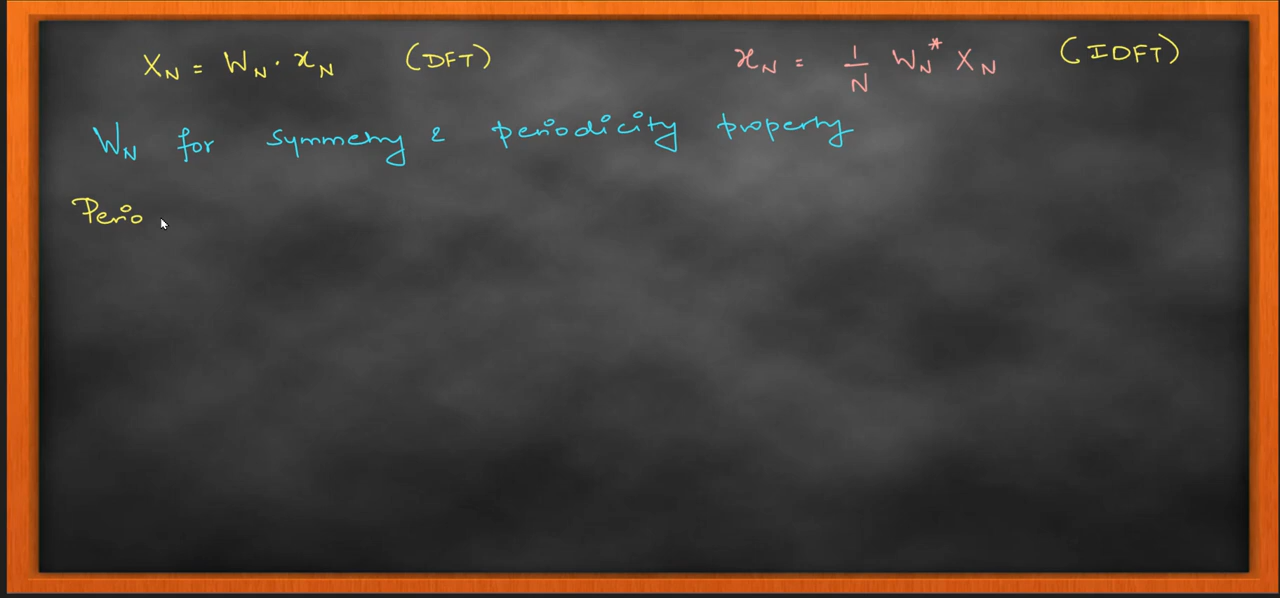 X_N = W_N · x_N (DFT) x_N = 1/N W_N^* X_N (IDFT)
W_N for symmetry & periodicity property
Perio